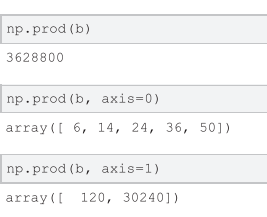 np.prod(b)
3628800
np.prod(b, axis=0)
array([ 6, 14, 24, 36, 50])
np.prod(b, axis=1)
array([  120, 30240])